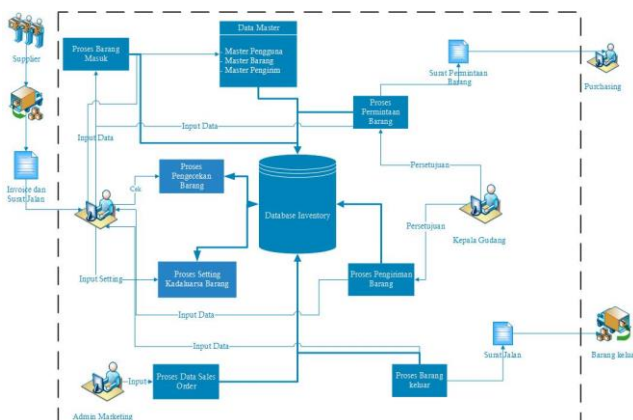 Data Master
- Master Pengguna
- Master Barang
- Master Pengirim
Proses Barang
Masuk
Supplier
Surat Permintaan
Barang
Purchasing
Proses
Permintaan
Barang
Input Data
Input Data
Persetujuan
Invoice dan
Surat Jalan
Cek
Proses
Pengecekan
Barang
Database Inventory
Kepala Gudang
Persetujuan
Input Setting
Proses Setting
Kadaluarsa Barang
Proses Pengiriman
Barang
Input Data
Input Data
Surat Jalan
Barang keluar
Admin Marketing
Input
Proses Data Sales
Order
Proses Barang
keluar